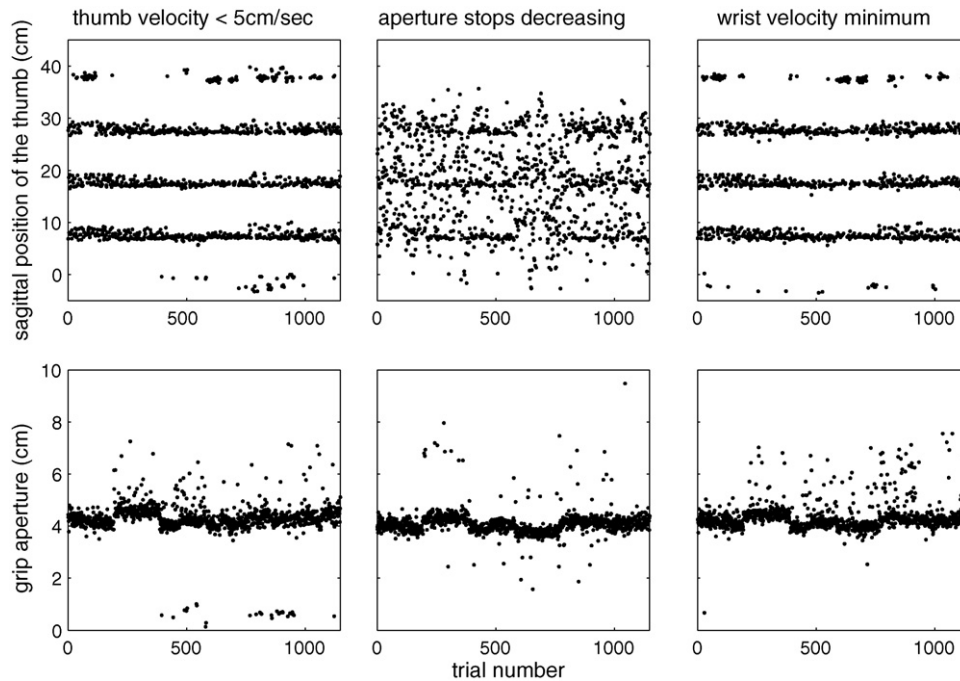 thumb velocity < 5cm/sec
aperture stops decreasing
wrist velocity minimum
sagittal position of the thumb (cm)
40
30
20
10
0
0 500 1000
0 500 1000
0 500 1000
grip aperture (cm)
10
8
6
4
2
0
0 500 1000
0 500 1000
0 500 1000
trial number